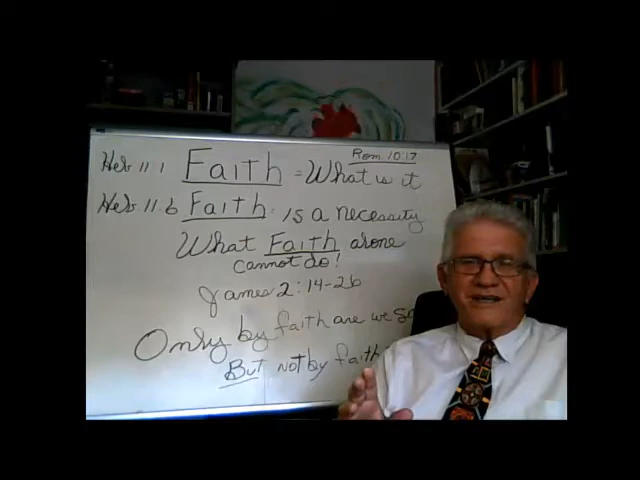 Rom 10:17
Heb 11 1 Faith = What is it
Heb 11 6 Faith: is a necessity
What Faith alone
cannot do!
James 2:14-26
Only by faith are we
But not by faith